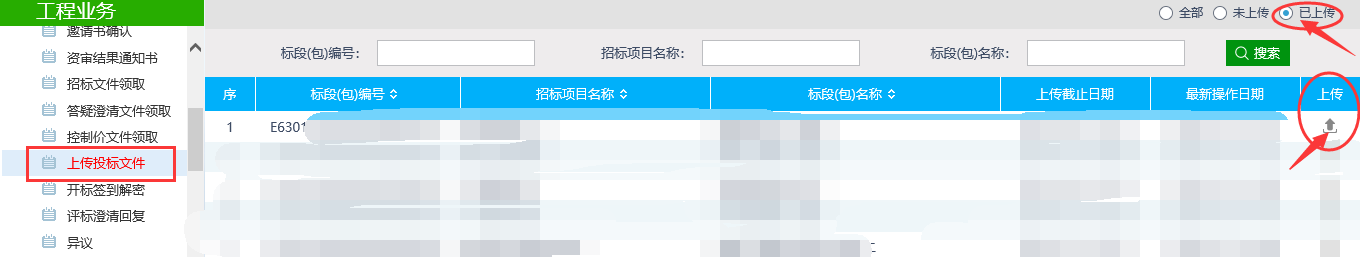 工程业务
全部 未上传 已上传
邀请书确认
资审结果通知书
招标文件领取
答疑澄清文件领取
控制价文件领取
上传投标文件
开标签到解密
评标澄清回复
异议
标段(包)编号： 招标项目名称： 标段(包)名称： 搜索
序 标段(包)编号 招标项目名称 标段(包)名称 上传截止日期 最新操作日期 上传
1 E6301